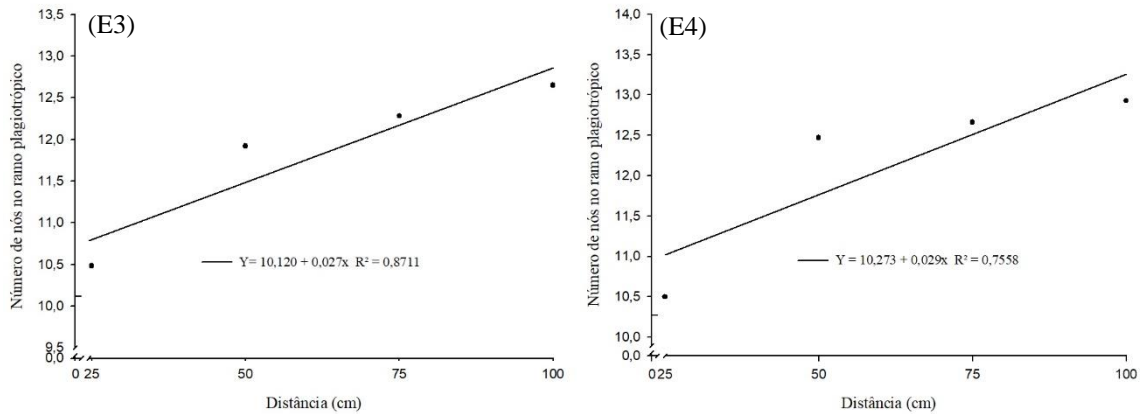 (E3)
Número de nós no ramo plagiotrópico
13,5
13,0
12,5
12,0
11,5
11,0
10,5
10,0
9,5
0,0
Y= 10,120 + 0,027x R² = 0,8711
0 25 50 75 100
Distância (cm)
(E4)
Número de nós no ramo plagiotrópico
14,0
13,5
13,0
12,5
12,0
11,5
11,0
10,5
10,0
0,0
Y = 10,273 + 0,029x R² = 0,7558
0 25 50 75 100
Distância (cm)